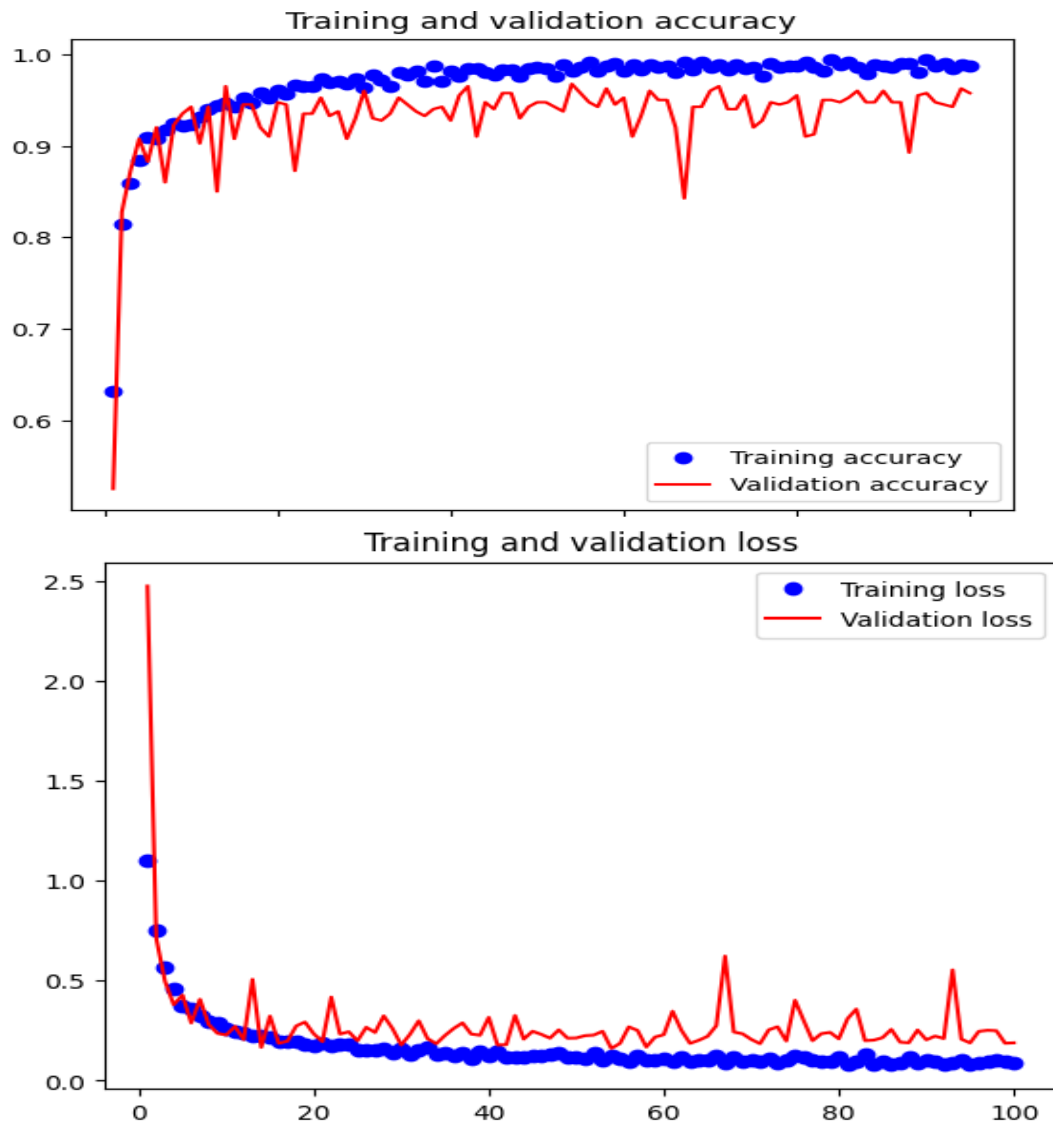 Training and validation accuracy
1.0
0.9
0.8
0.7
0.6
Training accuracy
Validation accuracy
Training and validation loss
2.5
2.0
1.5
1.0
0.5
0.0
Training loss
Validation loss
0 20 40 60 80 100